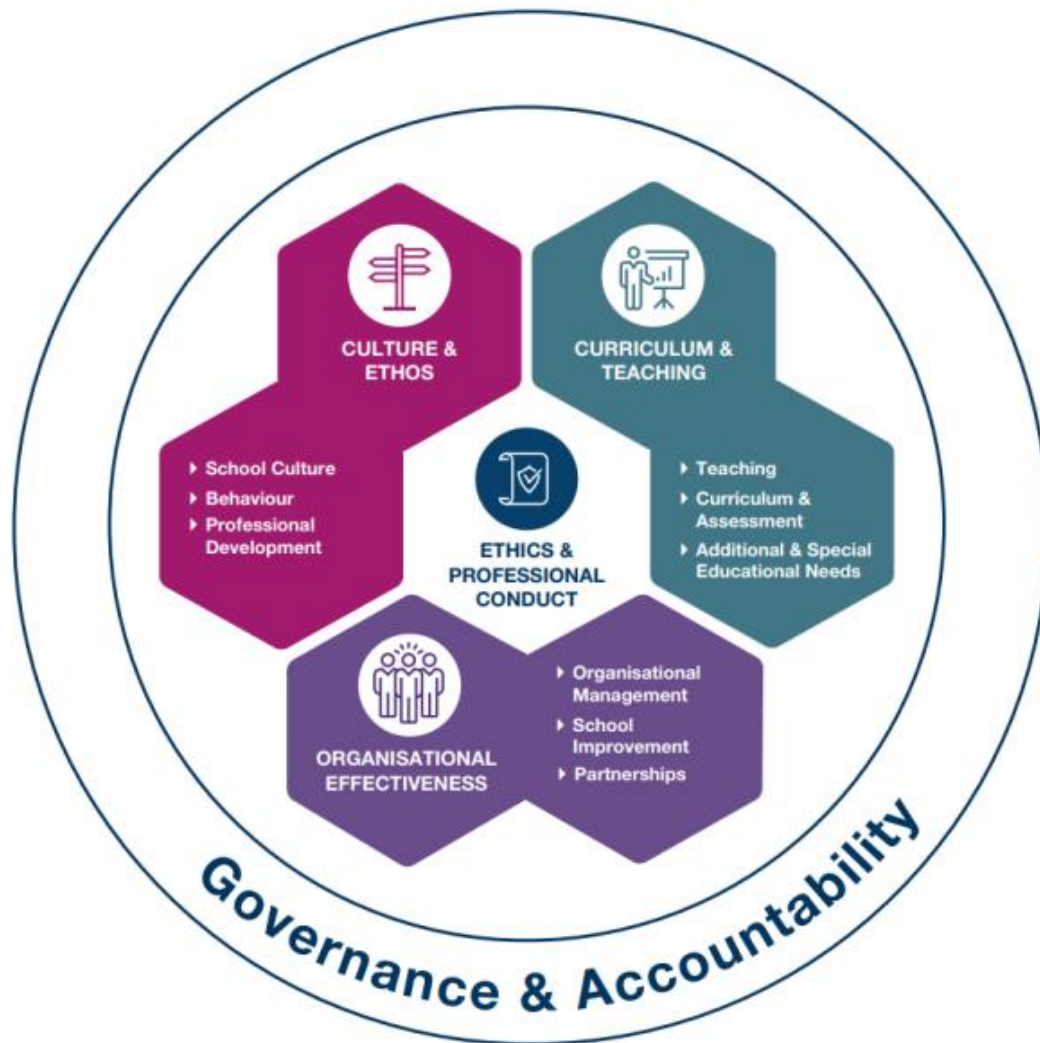 CULTURE &
ETHOS
School Culture
Behaviour
Professional
Development
CURRICULUM &
TEACHING
Teaching
Curriculum &
Assessment
Additional & Special
Educational Needs
ETHICS &
PROFESSIONAL
CONDUCT
ORGANISATIONAL
EFFECTIVENESS
Organisational
Management
School
Improvement
Partnerships
Governance & Accountability